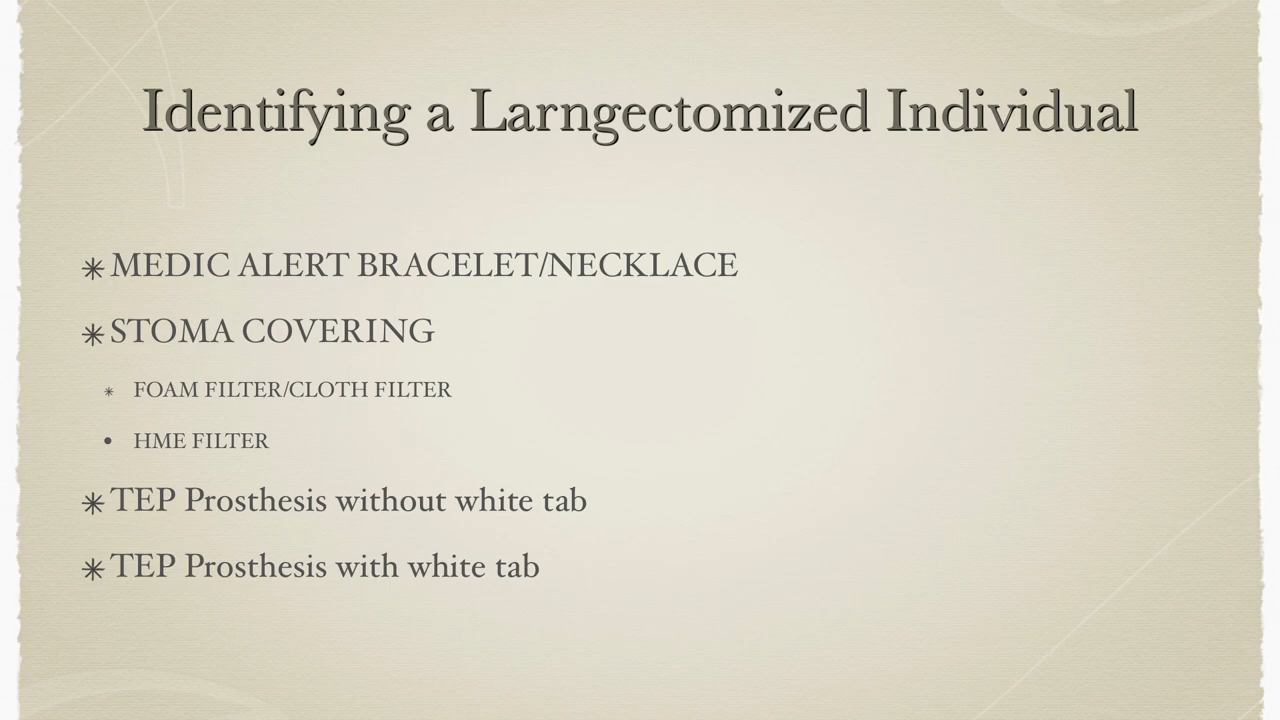 Identifying a Larngectomized Individual
MEDIC ALERT BRACELET/NECKLACE
STOMA COVERING
FOAM FILTER/CLOTH FILTER
HME FILTER
TEP Prosthesis without white tab
TEP Prosthesis with white tab